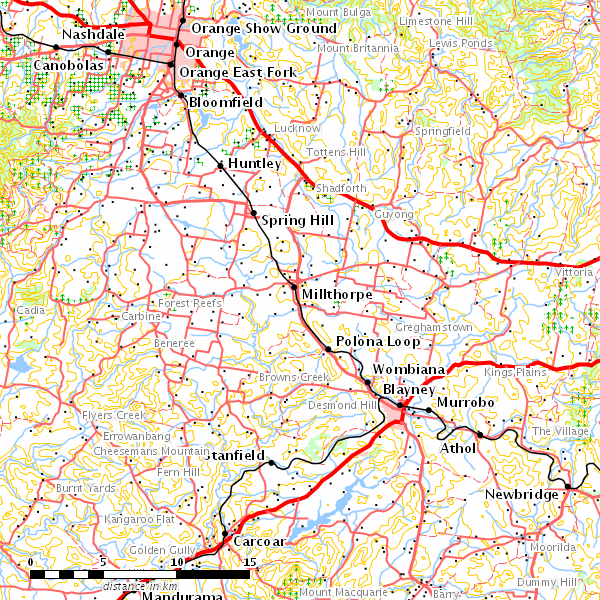 Mount Bulga
Limestone Hill
Orange Show Ground
Nashdale
Lewis Ponds
Mount Britannia
Orange
Canobolas
Orange East Fork
Bloomfield
Lucknow
Springfield
Tottens Hill
Huntley
Shadforth
Guyong
Spring Hill
Vittoria
Millthorpe
Forest Reefs
Cadia
Carbine
Greghamstown
Beneree
Polona Loop
Wombiana
Kings Plains
Browns Creek
Blayney
Desmond Hill
Murrobo
Flyers Creek
The Village
Errowanbang
Athol
Cheesemans Mountain
Stanfield
Fern Hill
Burnt Yards
Newbridge
Kangaroo Flat
Carcoar
Golden Gully
Moorilda
0 5 10 15
distance in km
Dummy Hill
Mount Macquarie
Barry
Mandurama